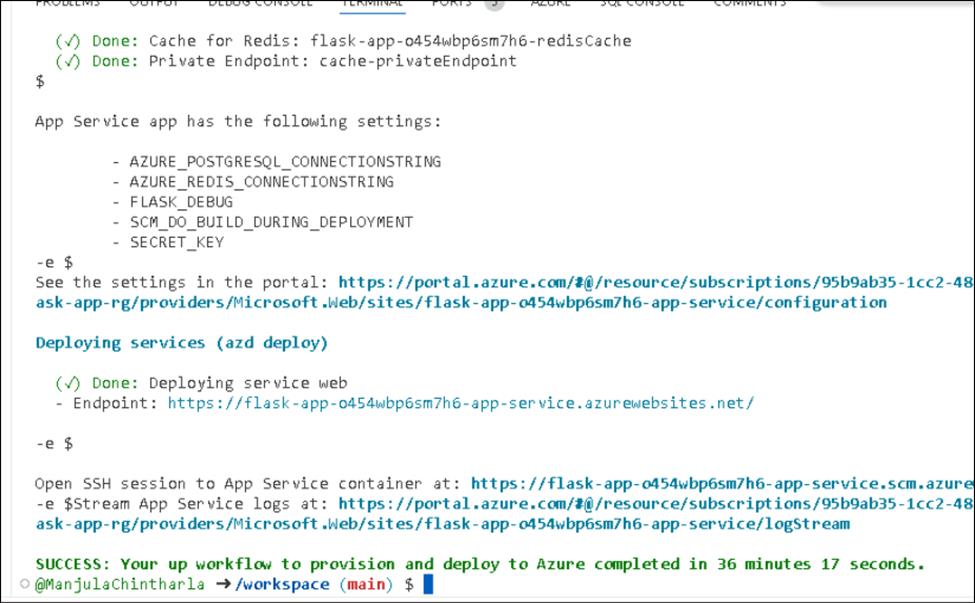 PROBLEMS OUTPUT DEBUG CONSOLE TERMINAL PORTS 5 AZURE SQL CONSOLE COMMENTS
(✓) Done: Cache for Redis: flask-app-o454wbp6sm7h6-redisCache
(✓) Done: Private Endpoint: cache-privateEndpoint
$
App Service app has the following settings:
- AZURE_POSTGRESQL_CONNECTIONSTRING
- AZURE_REDIS_CONNECTIONSTRING
- FLASK_DEBUG
- SCM_DO_BUILD_DURING_DEPLOYMENT
- SECRET_KEY
-e $
See the settings in the portal: https://portal.azure.com/#@/resource/subscriptions/95b9ab35-1cc2-48
ask-app-rg/providers/Microsoft.Web/sites/flask-app-o454wbp6sm7h6-app-service/configuration
Deploying services (azd deploy)
(✓) Done: Deploying service web
- Endpoint: https://flask-app-o454wbp6sm7h6-app-service.azurewebsites.net/
-e $
Open SSH session to App Service container at: https://flask-app-o454wbp6sm7h6-app-service.scm.azure
-e $Stream App Service logs at: https://portal.azure.com/#@/resource/subscriptions/95b9ab35-1cc2-48
ask-app-rg/providers/Microsoft.Web/sites/flask-app-o454wbp6sm7h6-app-service/logStream
SUCCESS: Your up workflow to provision and deploy to Azure completed in 36 minutes 17 seconds.
@ManjulaChintharla ➜ /workspace (main) $